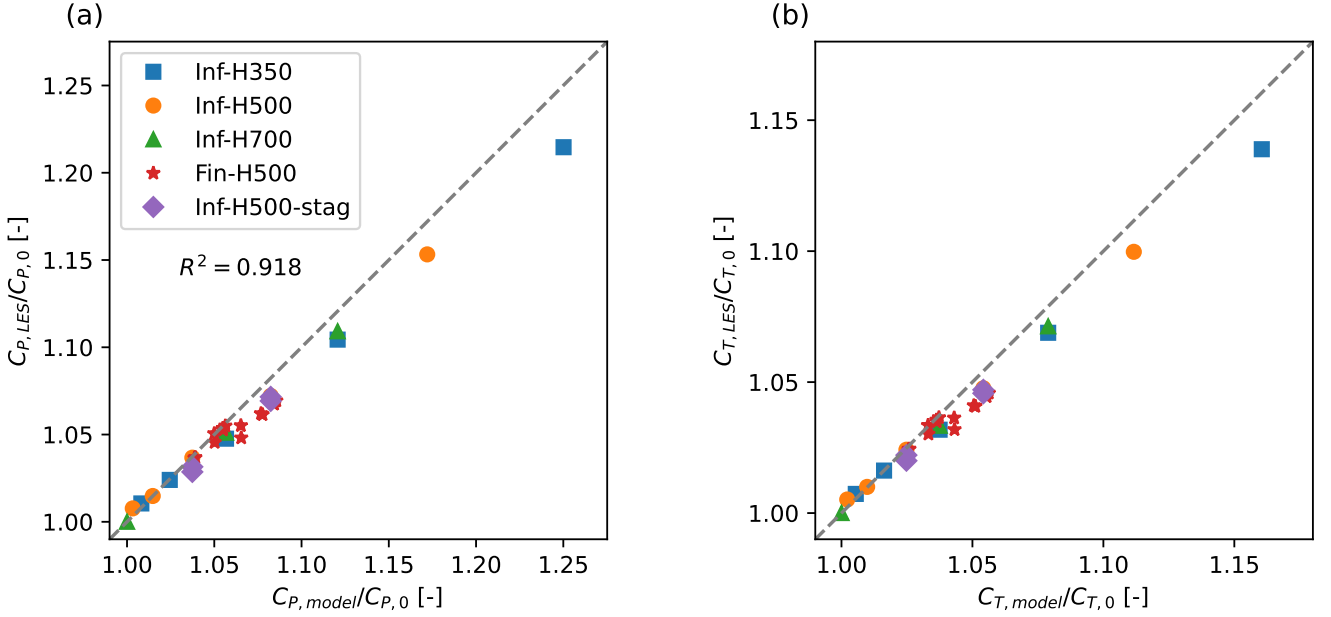 (a)
1.25
1.20
1.15
1.10
1.05
1.00
C_{P,LES}/C_{P,0} [-]
Inf-H350
Inf-H500
Inf-H700
Fin-H500
Inf-H500-stag
R² = 0.918
1.00 1.05 1.10 1.15 1.20 1.25
C_{P,model}/C_{P,0} [-]
(b)
1.15
1.10
1.05
1.00
C_{T,LES}/C_{T,0} [-]
1.00 1.05 1.10 1.15
C_{T,model}/C_{T,0} [-]